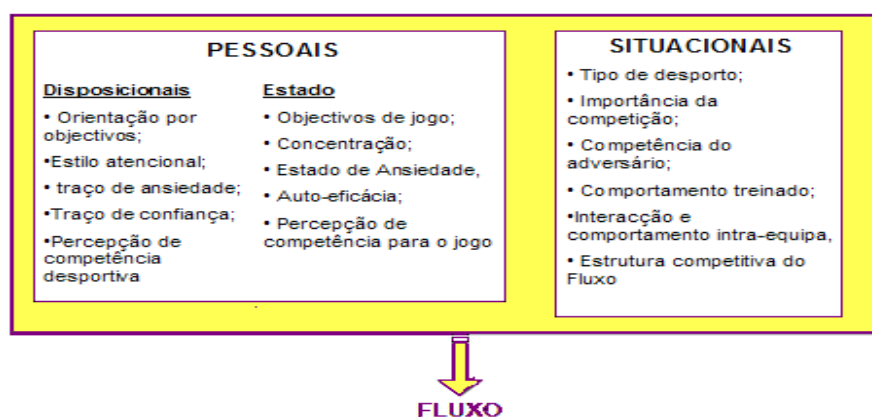 PESSOAIS
Disposicionais
• Orientação por
objectivos;
•Estilo atencional;
• traço de ansiedade;
•Traço de confiança;
•Percepção de
competência
desportiva
Estado
• Objectivos de jogo;
• Concentração;
• Estado de Ansiedade,
• Auto-eficácia;
• Percepção de
competência para o jogo
SITUACIONAIS
• Tipo de desporto;
• Importância da
competição;
• Competência do
adversário;
• Comportamento treinado;
•Interacção e
comportamento intra-equipa,
• Estrutura competitiva do
Fluxo
FLUXO